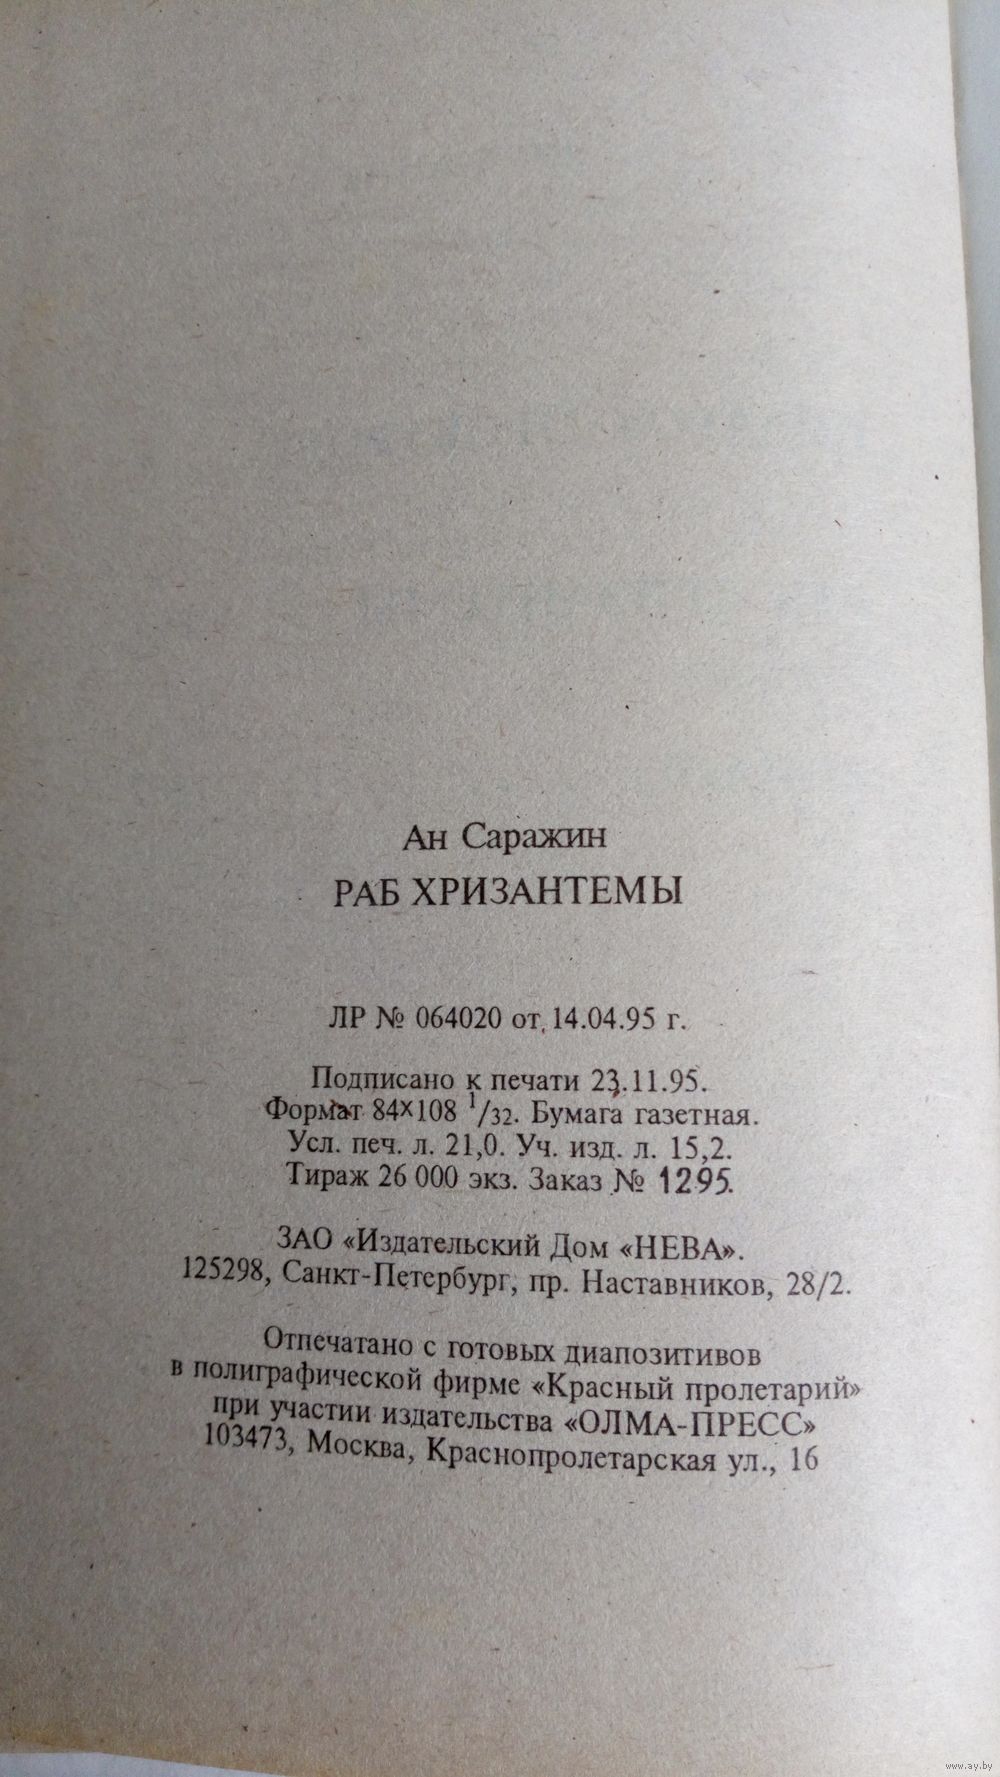 Ан Саражин
РАБ ХРИЗАНТЕМЫ
ЛР № 064020 от 14.04.95 г.
Подписано к печати 23.11.95.
Формат 84×108 1/32. Бумага газетная.
Усл. печ. л. 21,0. Уч. изд. л. 15,2.
Тираж 26 000 экз. Заказ № 1295.
ЗАО «Издательский Дом «НЕВА».
125298, Санкт-Петербург, пр. Наставников, 28/2.
Отпечатано с готовых диапозитивов
в полиграфической фирме «Красный пролетарий»
при участии издательства «ОЛМА-ПРЕСС»
103473, Москва, Краснопролетарская ул., 16
www.ay.by